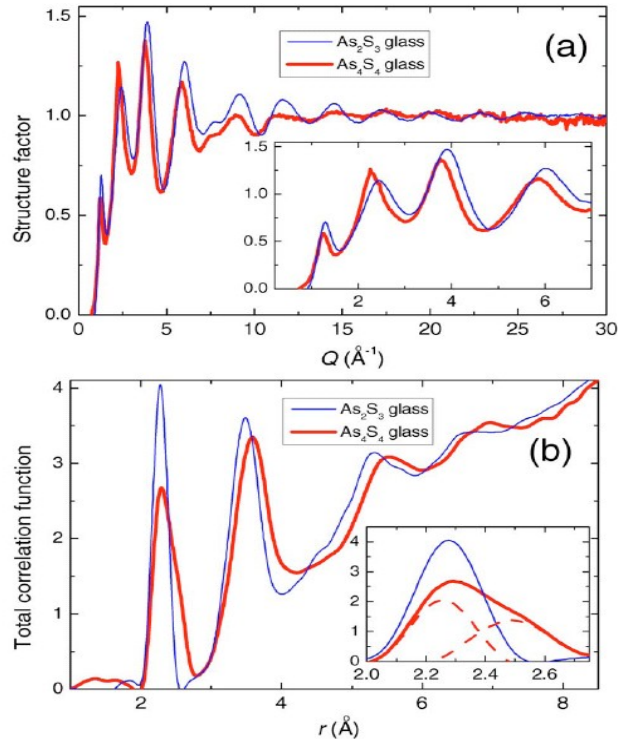 1.5
1.0
0.5
0.0
Structure factor
(a)
As₂S₃ glass
As₄S₄ glass
1.5
1.0
0.5
0.0
2 4 6
0 5 10 15 20 25 30
Q (Å⁻¹)
4
3
2
1
0
Total correlation function
As₂S₃ glass
As₄S₄ glass
(b)
4
3
2
1
0
2.0 2.2 2.4 2.6
2 4 6 8
r (Å)